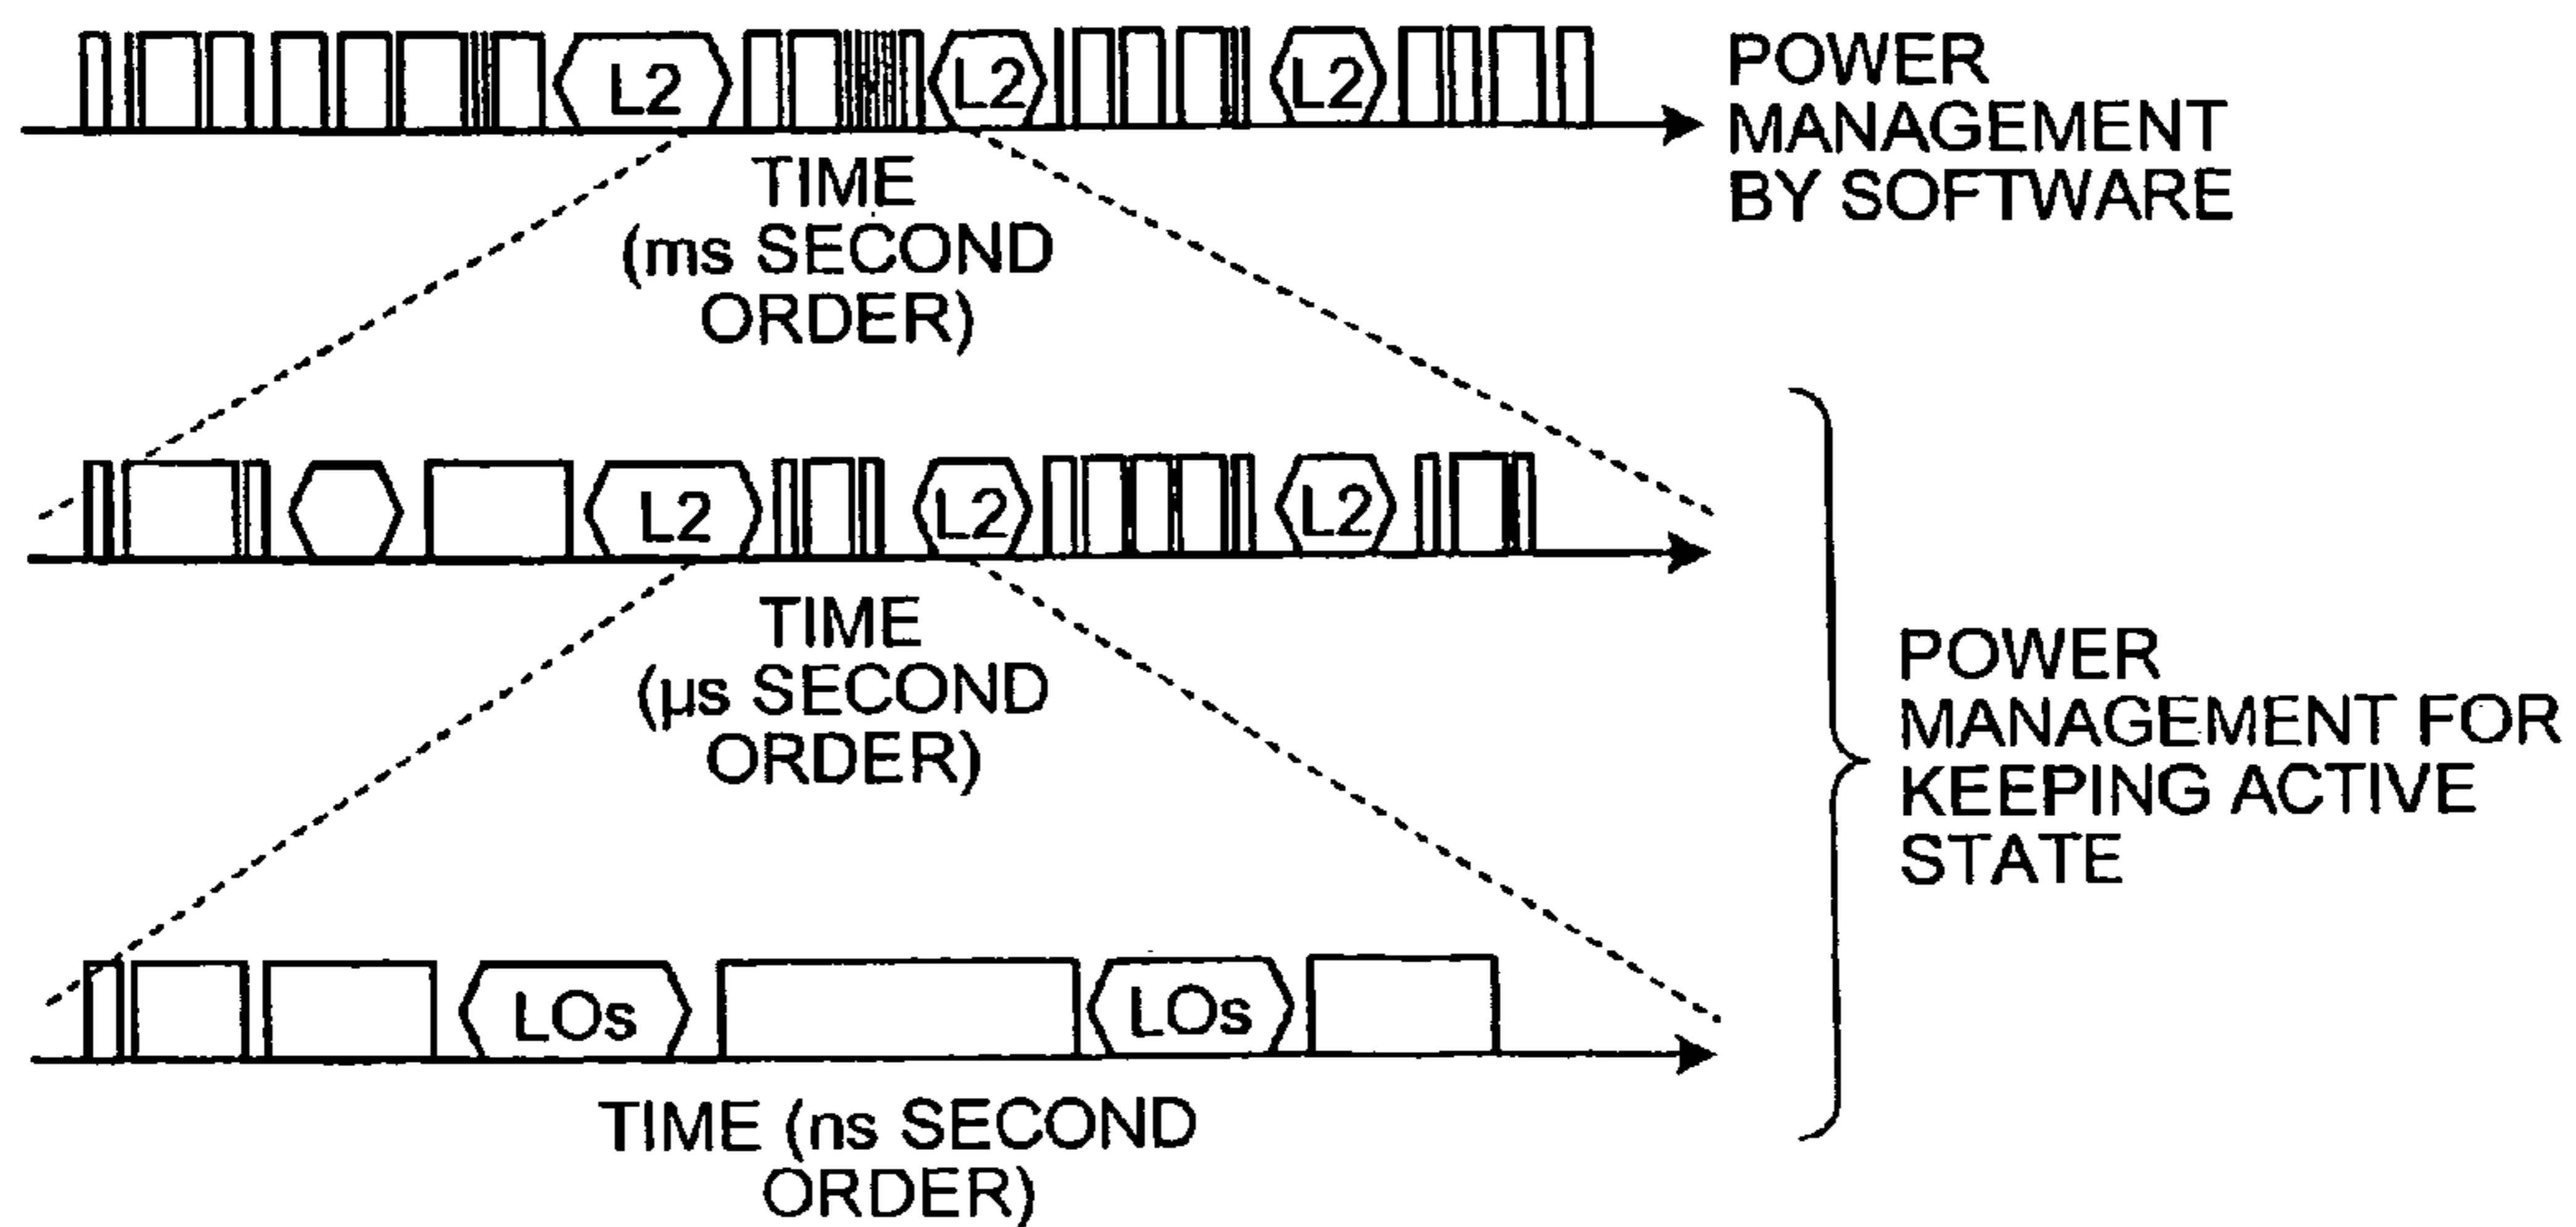 L2
L2
L2
POWER
MANAGEMENT
BY SOFTWARE
TIME
(ms SECOND
ORDER)
L2
L2
L2
TIME
(µs SECOND
ORDER)
POWER
MANAGEMENT FOR
KEEPING ACTIVE
STATE
LOs
LOs
TIME (ns SECOND
ORDER)